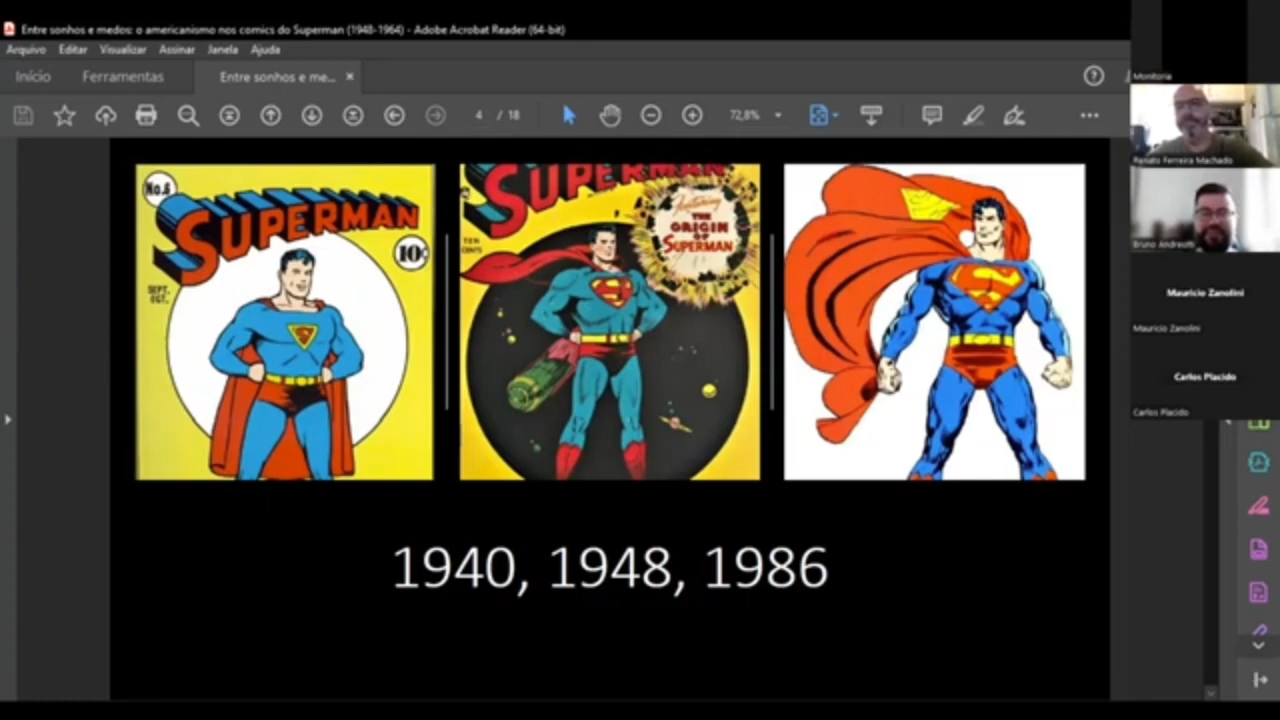 Entre sonhos e medos: o americanismo nos comics do Superman (1948-1964) - Adobe Acrobat Reader (64-bit)
Arquivo Editar Visualizar Assinar Janela Ajuda
Início Ferramentas Entre sonhos e me... ×
4 / 18 72,8%
Monitoria
Renato Ferreira Machado
Bruno Andreotti
Mauricio Zanolini
Mauricio Zanolini
Carlos Placido
Carlos Placido
No.6
SUPERMAN
10¢
SEPT.
OCT.
SUPERMAN
TEN
CENTS
featuring
THE
ORIGIN
OF
SUPERMAN
1940, 1948, 1986